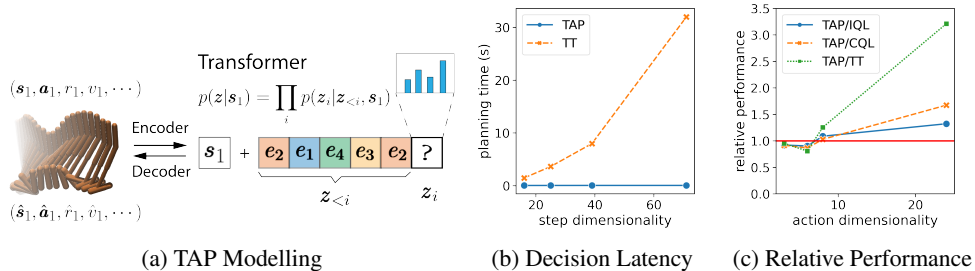 (s₁, a₁, r₁, v₁, ⋯)
Encoder
Decoder
(ŝ₁, â₁, r̂₁, v̂₁, ⋯)
Transformer
p(z|s₁) = ∏ᵢ p(zᵢ|z<ᵢ, s₁)
s₁ + e₂ e₁ e₄ e₃ e₂ ?
z<ᵢ zᵢ
(a) TAP Modelling
planning time (s)
30
20
10
0
TAP
TT
20 40 60
step dimensionality
(b) Decision Latency
relative performance
3.5
3.0
2.5
2.0
1.5
1.0
0.5
0.0
TAP/IQL
TAP/CQL
TAP/TT
10 20
action dimensionality
(c) Relative Performance